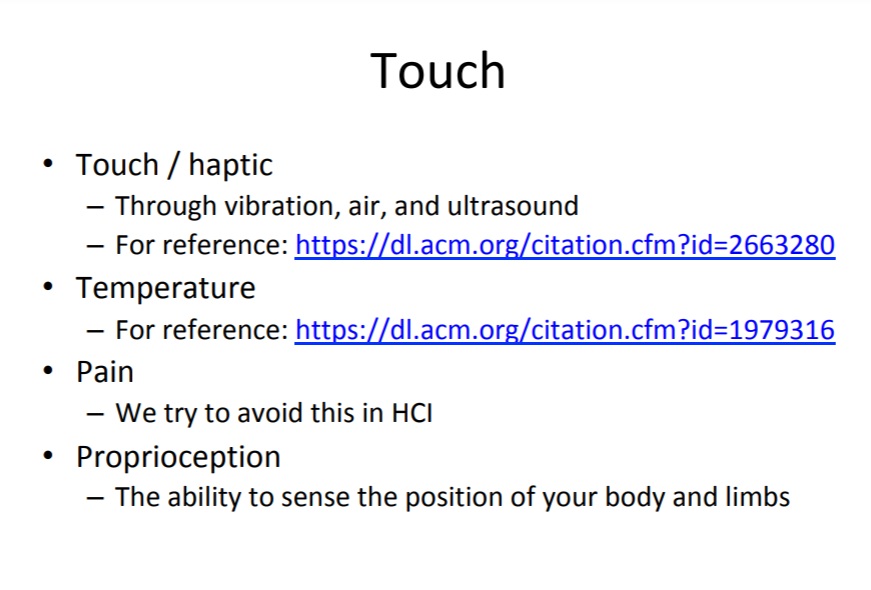 Touch
• Touch / haptic
– Through vibration, air, and ultrasound
– For reference: https://dl.acm.org/citation.cfm?id=2663280
• Temperature
– For reference: https://dl.acm.org/citation.cfm?id=1979316
• Pain
– We try to avoid this in HCI
• Proprioception
– The ability to sense the position of your body and limbs